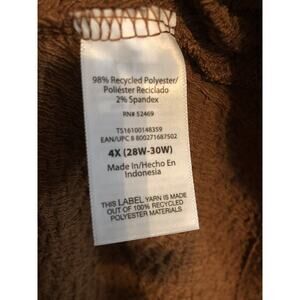 98% Recycled Polyester/
Poliéster Reciclado
2% Spandex
RN# 52469
TS16100148359
EAN/UPC 8 800271687502
4X (28W-30W)
Made In/Hecho En
Indonesia
THIS LABEL YARN IS MADE
OUT OF 100% RECYCLED
POLYESTER MATERIALS